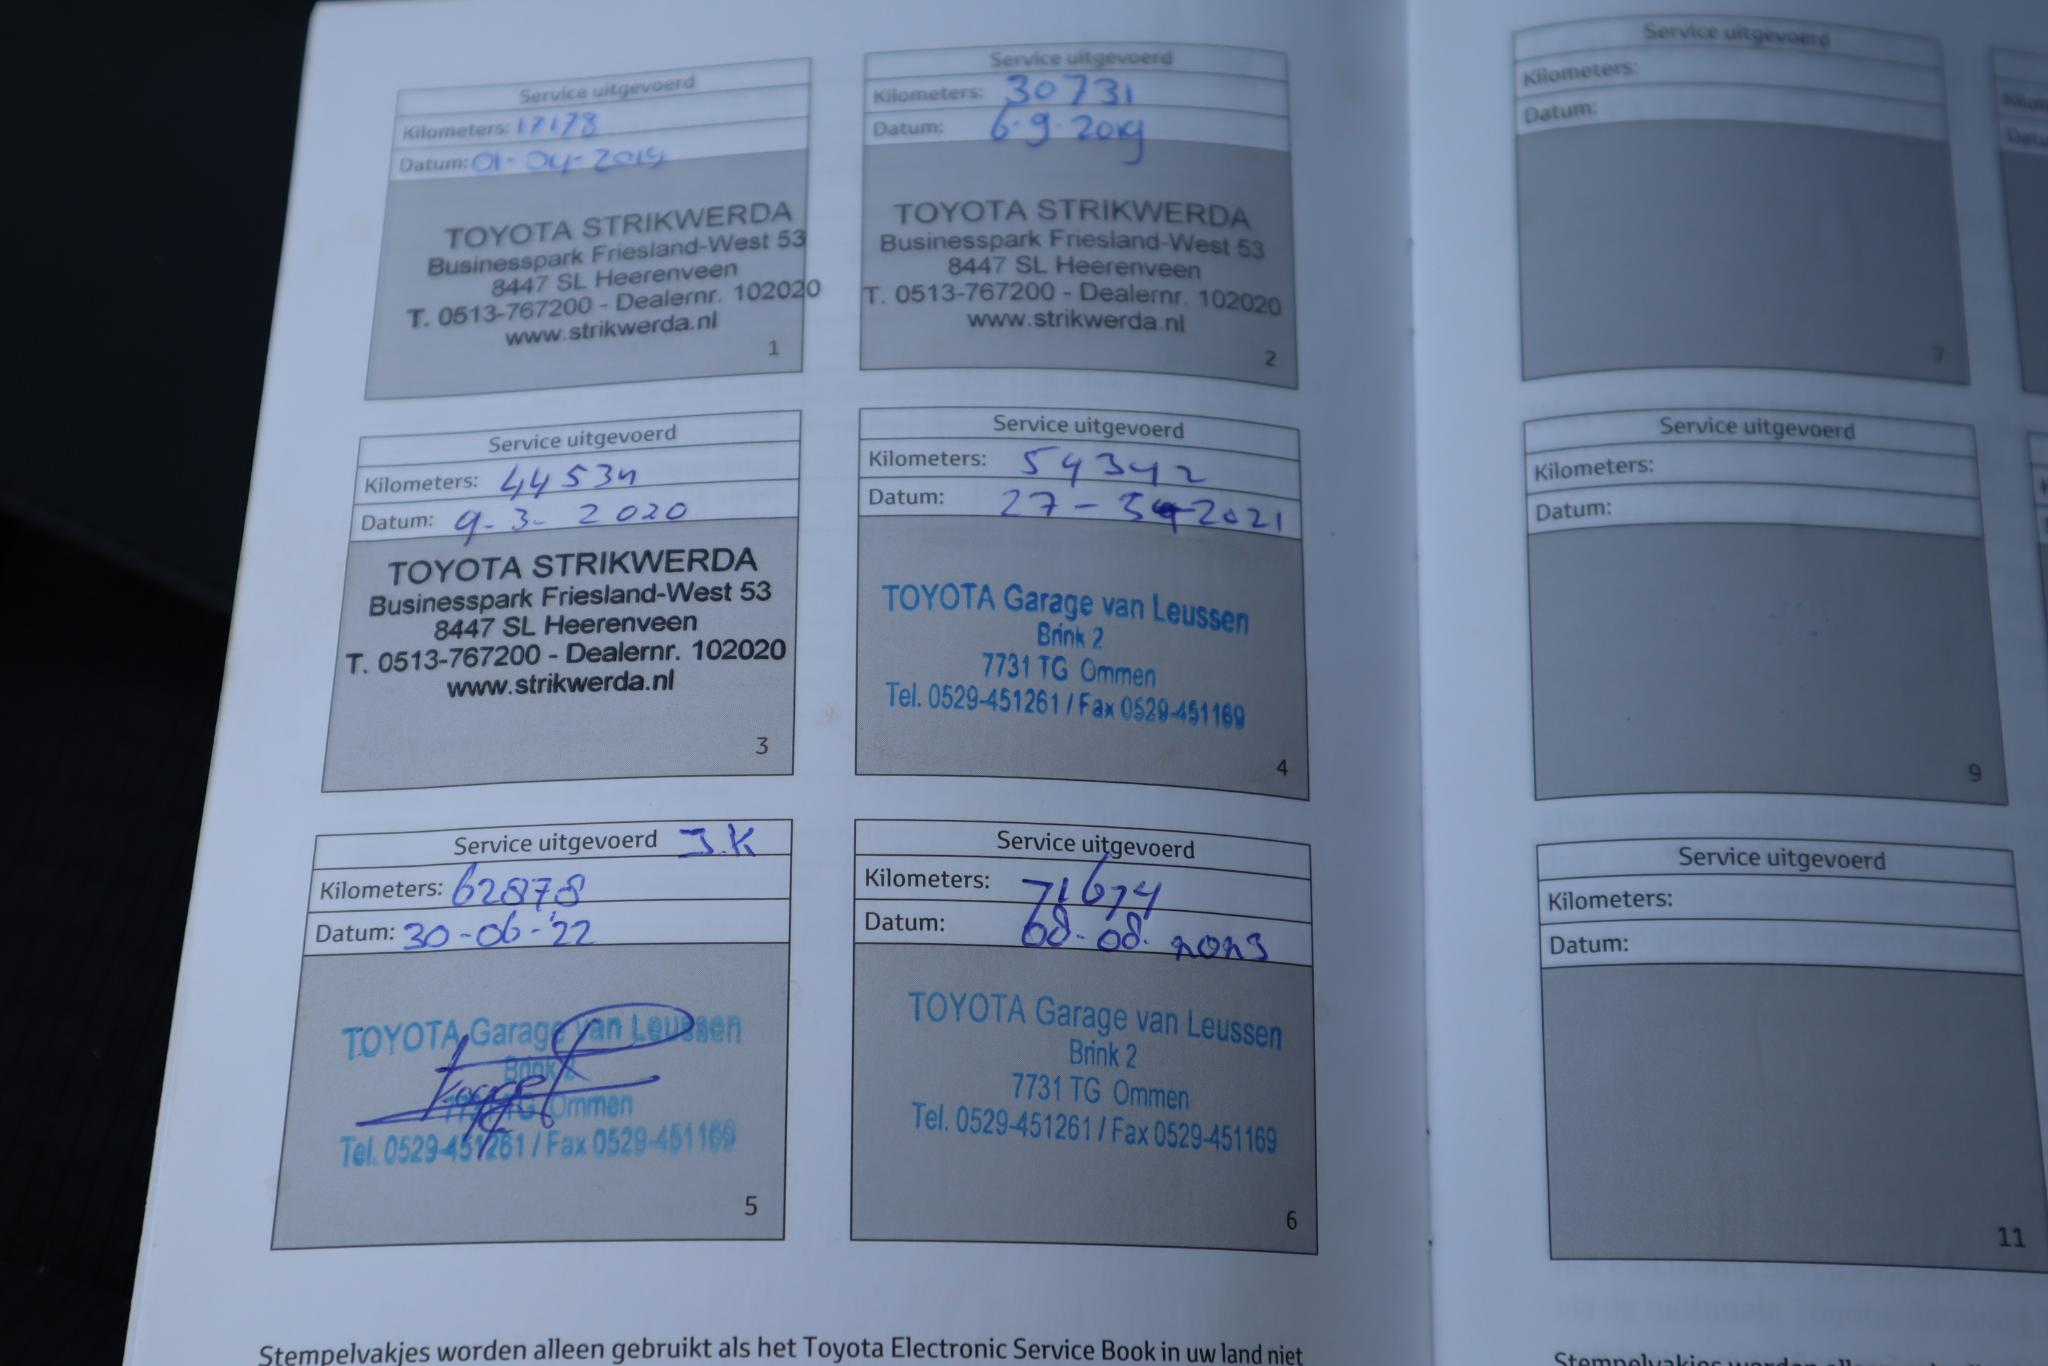 Service uitgevoerd
Kilometers: 17178
Datum: 01-04-2019
TOYOTA STRIKWERDA
Businesspark Friesland-West 53
8447 SL Heerenveen
T. 0513-767200 - Dealernr. 102020
www.strikwerda.nl
1
Service uitgevoerd
Kilometers: 30731
Datum: 6-9-2019
TOYOTA STRIKWERDA
Businesspark Friesland-West 53
8447 SL Heerenveen
T. 0513-767200 - Dealernr. 102020
www.strikwerda.nl
2
Service uitgevoerd
Kilometers:
Datum: 9-3-2020
TOYOTA STRIKWERDA
Businesspark Friesland-West 53
8447 SL Heerenveen
T. 0513-767200 - Dealernr. 102020
www.strikwerda.nl
3
Service uitgevoerd
Kilometers: 54342
Datum:
TOYOTA Garage van Leussen
Brink 2
7731 TG Ommen
Tel. 0529-451261 / Fax 0529-451169
4
Service uitgevoerd J.K
Kilometers: 62878
Datum: 30-06-'22
TOYOTA Garage van Leussen
Brink 2
7731 TG Ommen
Tel. 0529-451261 / Fax 0529-451169
5
Service uitgevoerd
Kilometers: 71674
Datum: 08-08-2023
TOYOTA Garage van Leussen
Brink 2
7731 TG Ommen
Tel. 0529-451261 / Fax 0529-451169
6
Stempelvakjes worden alleen gebruikt als het Toyota Electronic Service Book in uw land niet
Service uitgevoerd
Kilometers:
Datum:
7
Service uitgevoerd
Kilometers:
Datum:
9
Service uitgevoerd
Kilometers:
Datum:
11